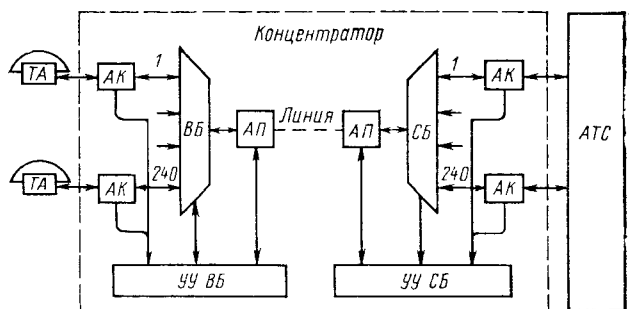 Концентратор
ТА
АК
1
ВБ
АП
Линия
АП
СБ
1
АК
АТС
ТА
АК
240
240
АК
УУ ВБ
УУ СБ